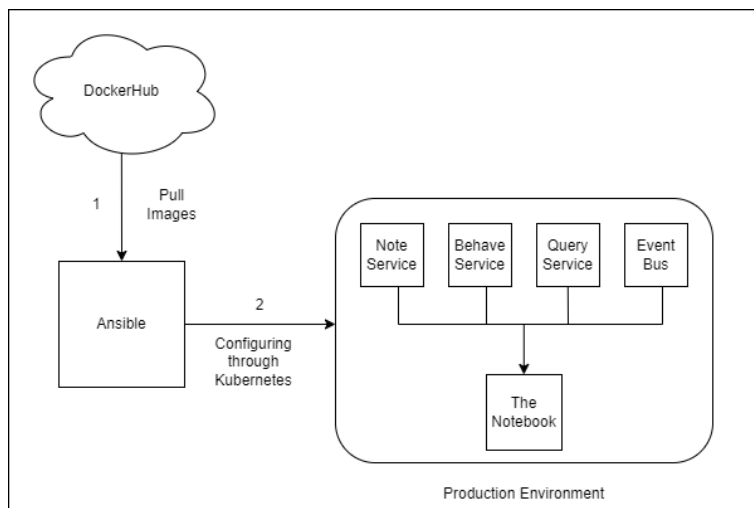 DockerHub
1
Pull
Images
Ansible
2
Configuring
through
Kubernetes
Note
Service
Behave
Service
Query
Service
Event
Bus
The
Notebook
Production Environment